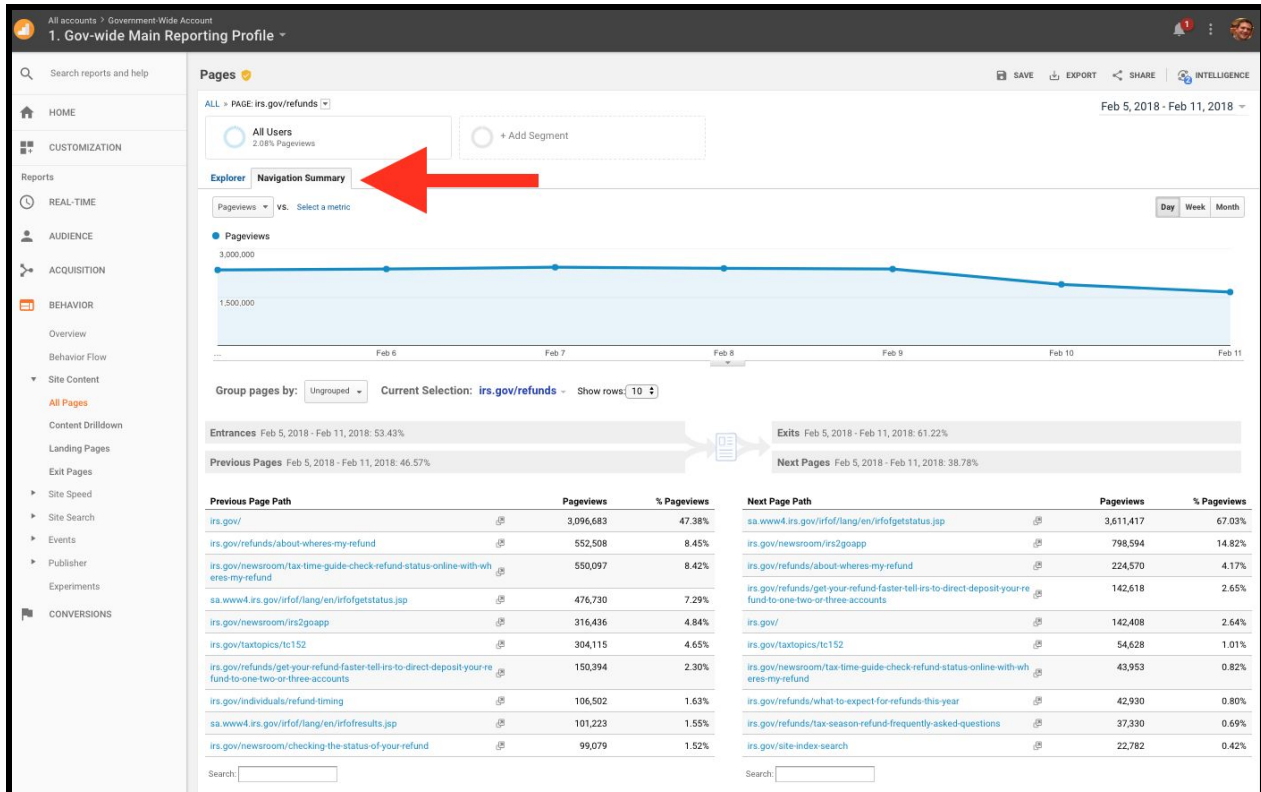 All accounts > Government-Wide Account
1. Gov-wide Main Reporting Profile
1
Search reports and help
HOME
CUSTOMIZATION
Reports
REAL-TIME
AUDIENCE
ACQUISITION
BEHAVIOR
Overview
Behavior Flow
Site Content
All Pages
Content Drilldown
Landing Pages
Exit Pages
Site Speed
Site Search
Events
Publisher
Experiments
CONVERSIONS
Pages
SAVE EXPORT SHARE INTELLIGENCE
2
ALL » PAGE: irs.gov/refunds
Feb 5, 2018 - Feb 11, 2018
All Users
2.08% Pageviews
+ Add Segment
Explorer Navigation Summary
Pageviews VS. Select a metric
Day Week Month
Pageviews
3,000,000
1,500,000
... Feb 6 Feb 7 Feb 8 Feb 9 Feb 10 Feb 11
Group pages by: Ungrouped Current Selection: irs.gov/refunds Show rows: 10
Entrances Feb 5, 2018 - Feb 11, 2018: 53.43%
Previous Pages Feb 5, 2018 - Feb 11, 2018: 46.57%
Exits Feb 5, 2018 - Feb 11, 2018: 61.22%
Next Pages Feb 5, 2018 - Feb 11, 2018: 38.78%
Previous Page Path Pageviews % Pageviews
irs.gov/ 3,096,683 47.38%
irs.gov/refunds/about-wheres-my-refund 552,508 8.45%
irs.gov/newsroom/tax-time-guide-check-refund-status-online-with-wh
eres-my-refund 550,097 8.42%
sa.www4.irs.gov/irfof/lang/en/irfofgetstatus.jsp 476,730 7.29%
irs.gov/newsroom/irs2goapp 316,436 4.84%
irs.gov/taxtopics/tc152 304,115 4.65%
irs.gov/refunds/get-your-refund-faster-tell-irs-to-direct-deposit-your-re
fund-to-one-two-or-three-accounts 150,394 2.30%
irs.gov/individuals/refund-timing 106,502 1.63%
sa.www4.irs.gov/irfof/lang/en/irfofresults.jsp 101,223 1.55%
irs.gov/newsroom/checking-the-status-of-your-refund 99,079 1.52%
Search:
Next Page Path Pageviews % Pageviews
sa.www4.irs.gov/irfof/lang/en/irfofgetstatus.jsp 3,611,417 67.03%
irs.gov/newsroom/irs2goapp 798,594 14.82%
irs.gov/refunds/about-wheres-my-refund 224,570 4.17%
irs.gov/refunds/get-your-refund-faster-tell-irs-to-direct-deposit-your-re
fund-to-one-two-or-three-accounts 142,618 2.65%
irs.gov/ 142,408 2.64%
irs.gov/taxtopics/tc152 54,628 1.01%
irs.gov/newsroom/tax-time-guide-check-refund-status-online-with-wh
eres-my-refund 43,953 0.82%
irs.gov/refunds/what-to-expect-for-refunds-this-year 42,930 0.80%
irs.gov/refunds/tax-season-refund-frequently-asked-questions 37,330 0.69%
irs.gov/site-index-search 22,782 0.42%
Search: